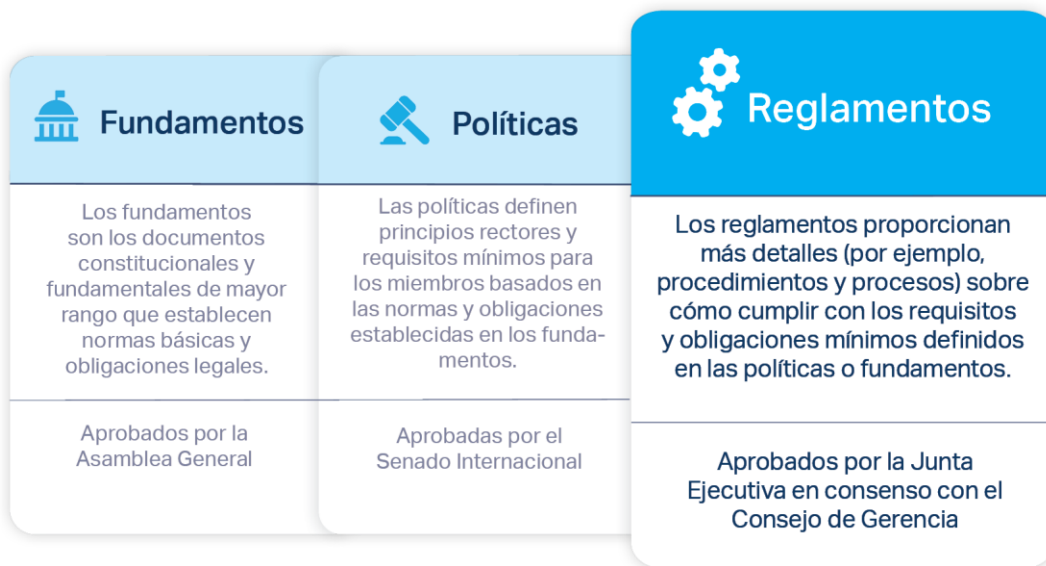 Fundamentos
Los fundamentos
son los documentos
constitucionales y
fundamentales de mayor
rango que establecen
normas básicas y
obligaciones legales.
Aprobados por la
Asamblea General
Políticas
Las políticas definen
principios rectores y
requisitos mínimos para
los miembros basados en
las normas y obligaciones
establecidas en los funda-
mentos.
Aprobadas por el
Senado Internacional
Reglamentos
Los reglamentos proporcionan
más detalles (por ejemplo,
procedimientos y procesos) sobre
cómo cumplir con los requisitos
y obligaciones mínimos definidos
en las políticas o fundamentos.
Aprobados por la Junta
Ejecutiva en consenso con el
Consejo de Gerencia